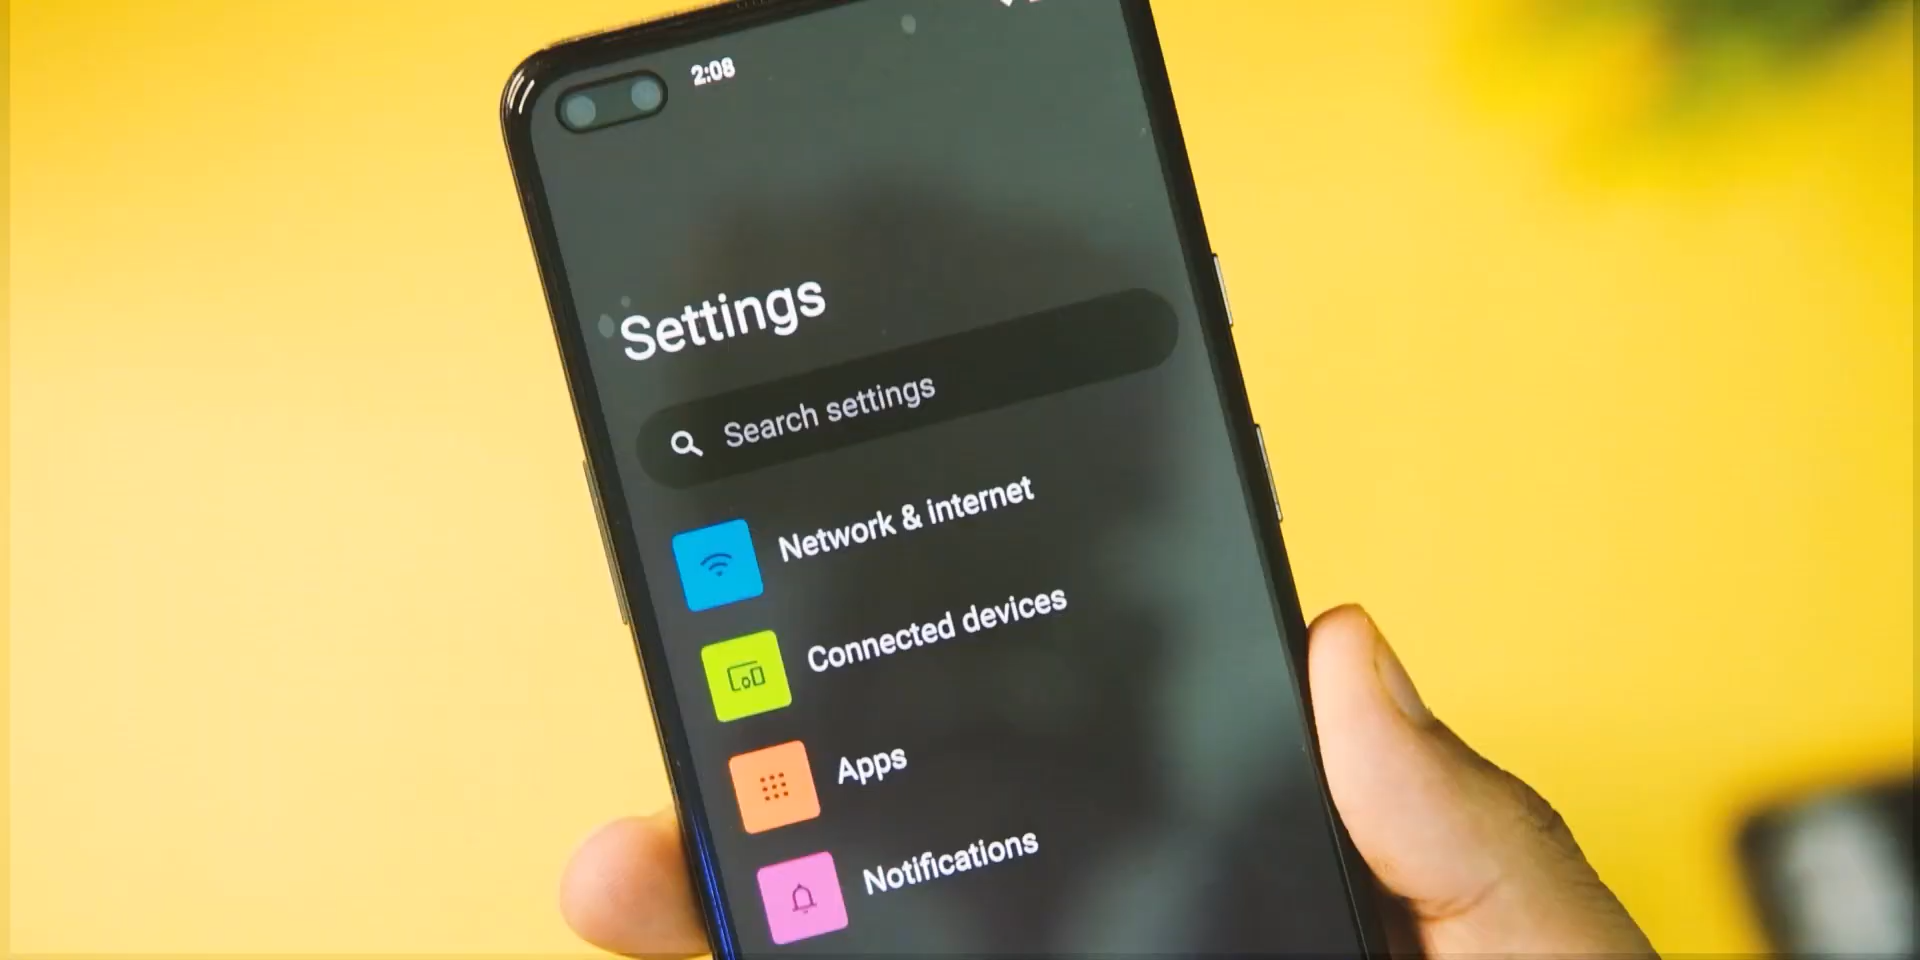 2:08
Settings
Search settings
Network & internet
Connected devices
Apps
Notifications